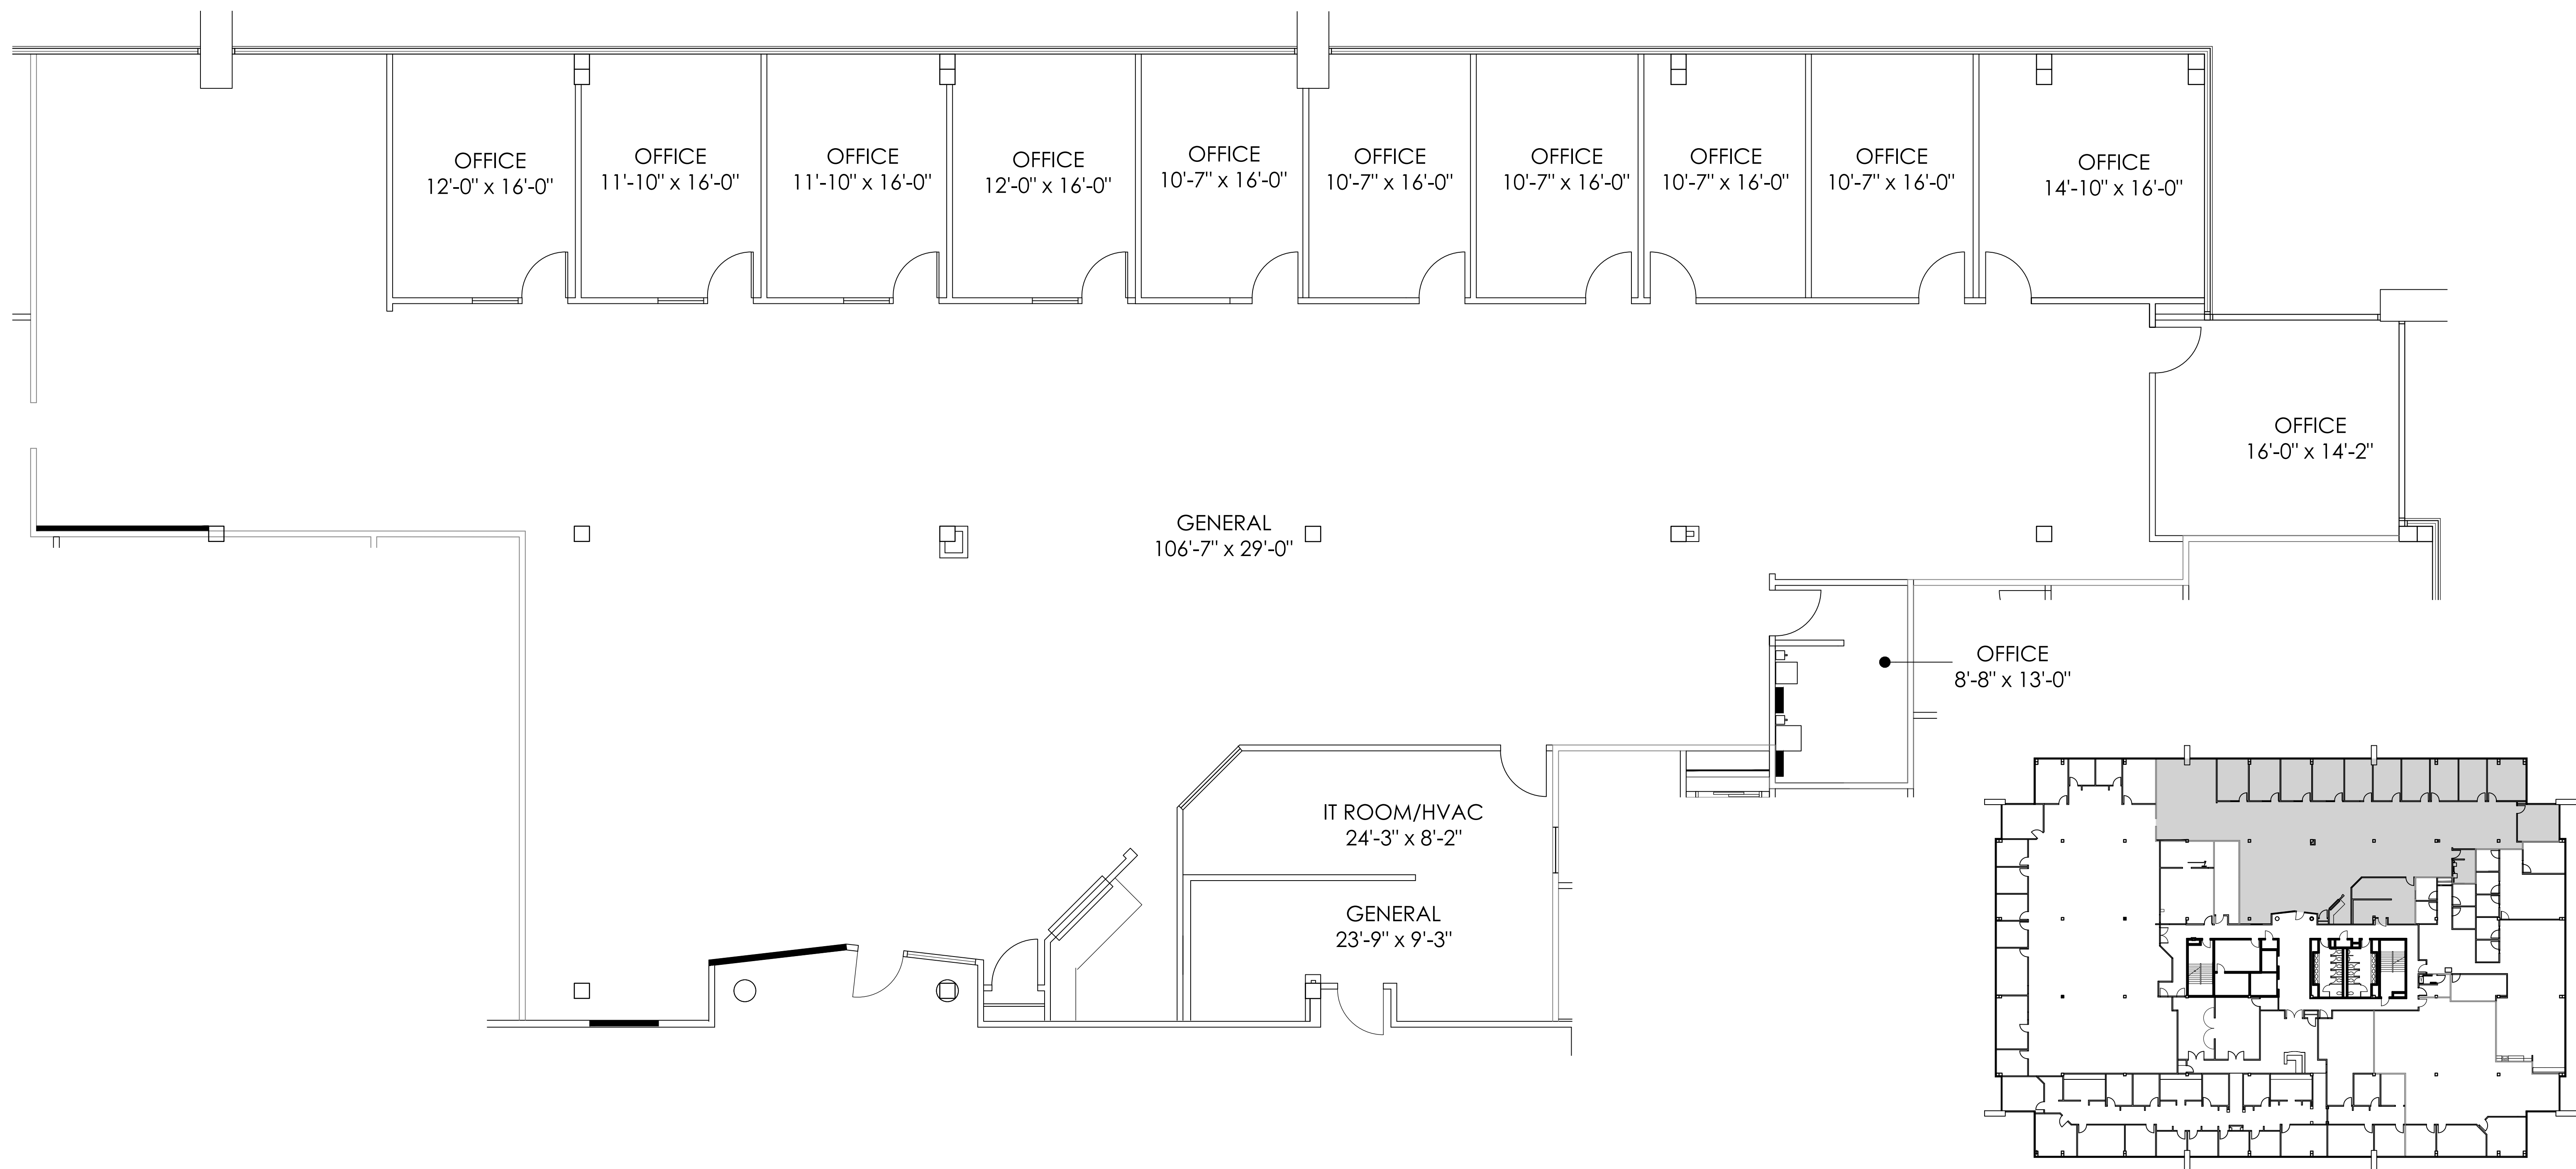 OFFICE
12'-0" x 16'-0"
OFFICE
11'-10" x 16'-0"
OFFICE
11'-10" x 16'-0"
OFFICE
12'-0" x 16'-0"
OFFICE
10'-7" x 16'-0"
OFFICE
10'-7" x 16'-0"
OFFICE
10'-7" x 16'-0"
OFFICE
10'-7" x 16'-0"
OFFICE
10'-7" x 16'-0"
OFFICE
14'-10" x 16'-0"
OFFICE
16'-0" x 14'-2"
GENERAL
106'-7" x 29'-0"
OFFICE
8'-8" x 13'-0"
IT ROOM/HVAC
24'-3" x 8'-2"
GENERAL
23'-9" x 9'-3"